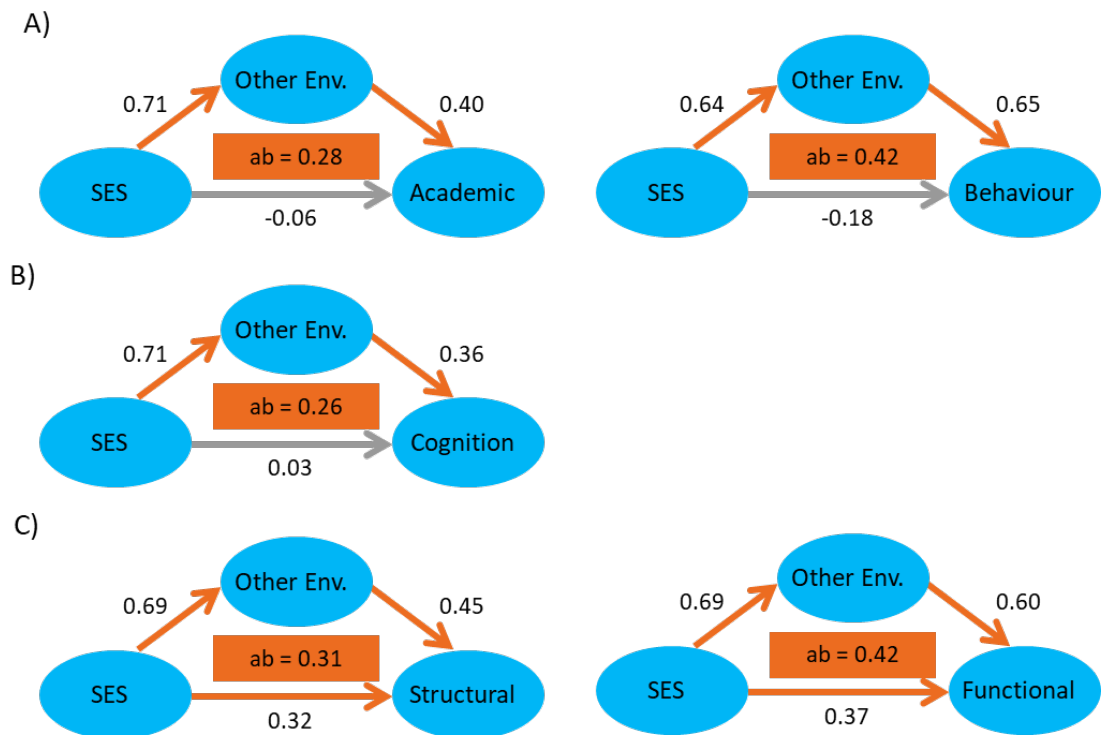 A)
Other Env.
0.71
0.40
ab = 0.28
SES
Academic
-0.06
Other Env.
0.64
0.65
ab = 0.42
SES
Behaviour
-0.18
B)
Other Env.
0.71
0.36
ab = 0.26
SES
Cognition
0.03
C)
Other Env.
0.69
0.45
ab = 0.31
SES
Structural
0.32
Other Env.
0.69
0.60
ab = 0.42
SES
Functional
0.37